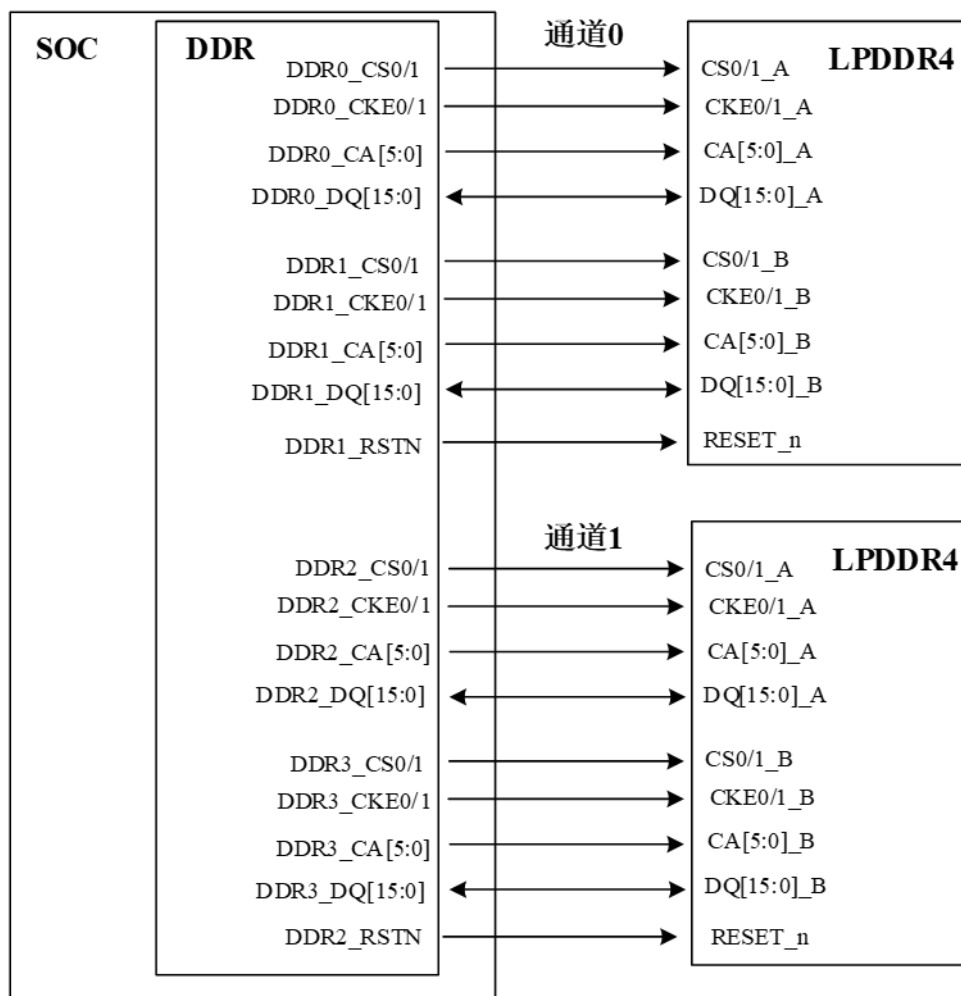 SOC
DDR
通道0
LPDDR4
DDR0_CS0/1
CS0/1_A
DDR0_CKE0/1
CKE0/1_A
DDR0_CA[5:0]
CA[5:0]_A
DDR0_DQ[15:0]
DQ[15:0]_A
DDR1_CS0/1
CS0/1_B
DDR1_CKE0/1
CKE0/1_B
DDR1_CA[5:0]
CA[5:0]_B
DDR1_DQ[15:0]
DQ[15:0]_B
DDR1_RSTN
RESET_n
通道1
LPDDR4
DDR2_CS0/1
CS0/1_A
DDR2_CKE0/1
CKE0/1_A
DDR2_CA[5:0]
CA[5:0]_A
DDR2_DQ[15:0]
DQ[15:0]_A
DDR3_CS0/1
CS0/1_B
DDR3_CKE0/1
CKE0/1_B
DDR3_CA[5:0]
CA[5:0]_B
DDR3_DQ[15:0]
DQ[15:0]_B
DDR2_RSTN
RESET_n